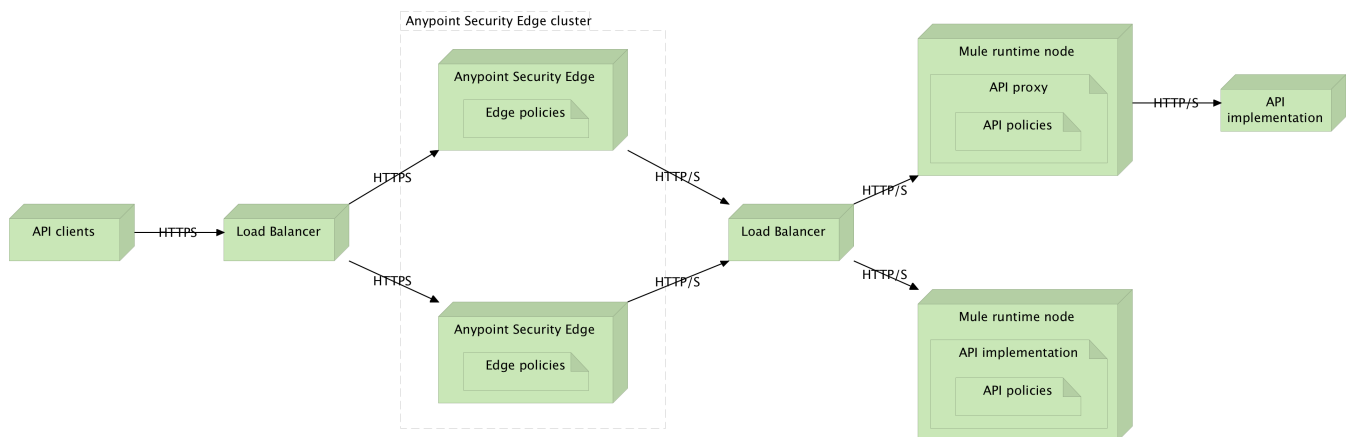 Anypoint Security Edge cluster
Anypoint Security Edge
Edge policies
HTTPS
HTTP/S
API clients
HTTPS
Load Balancer
HTTPS
Anypoint Security Edge
Edge policies
HTTP/S
Load Balancer
HTTP/S
Mule runtime node
API proxy
API policies
HTTP/S
API
implementation
HTTP/S
Mule runtime node
API implementation
API policies